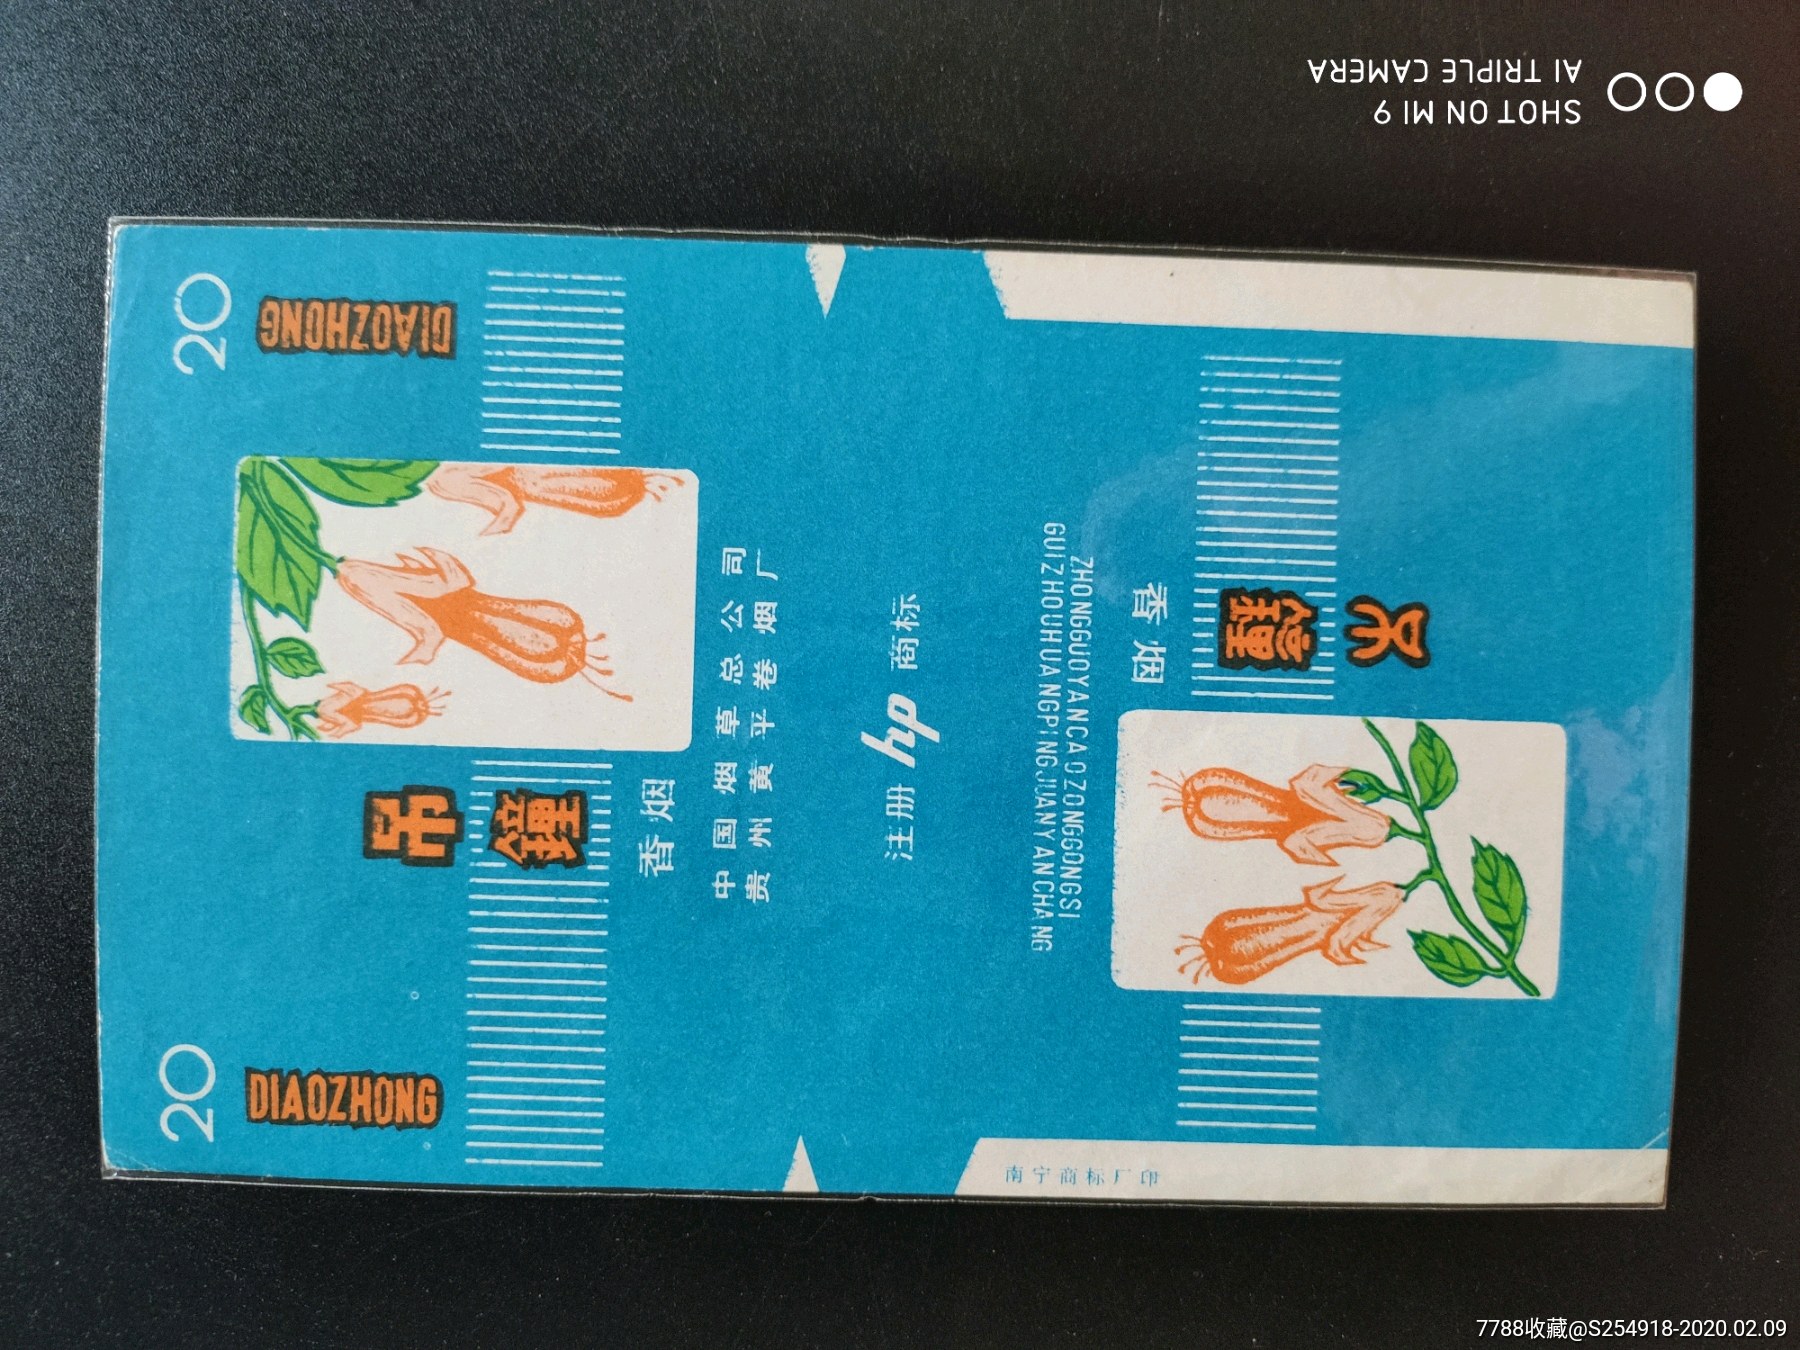 SHOT ON MI 9
AI TRIPLE CAMERA
20
DIAOZHONG
20
DIAOZHONG
吊鐘
香烟
中国烟草总公司
贵州黄平卷烟厂
注册 hp 商标
ZHONGGUOYANCAOZONGGONGSI
GUIZHOUHUANGPINGJUANYANCHANG
吊鐘
香烟
南宁商标厂印
7788收藏@S254918-2020.02.09